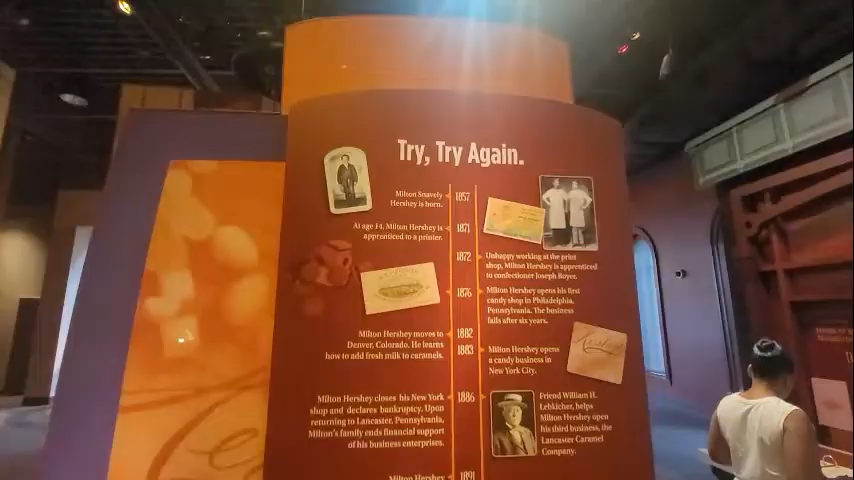 Try, Try Again.
Milton Snavely
Hershey is born.
1857
At age 14, Milton Hershey is
apprenticed to a printer.
1871
1872
Unhappy working at the print
shop, Milton Hershey is apprenticed
to confectioner Joseph Royer.
1876
Milton Hershey opens his first
candy shop in Philadelphia,
Pennsylvania. The business
fails after six years.
Milton Hershey moves to
Denver, Colorado. He learns
how to add fresh milk to caramels.
1882
1883
Milton Hershey opens
a candy business in
New York City.
Milton Hershey closes his New York
shop and declares bankruptcy. Upon
returning to Lancaster, Pennsylvania,
Milton's family ends financial support
of his business enterprises.
1886
Friend William H.
Lebkicher, helps
Milton Hershey open
his third business, the
Lancaster Caramel
Company.
Milton Hershey
1891